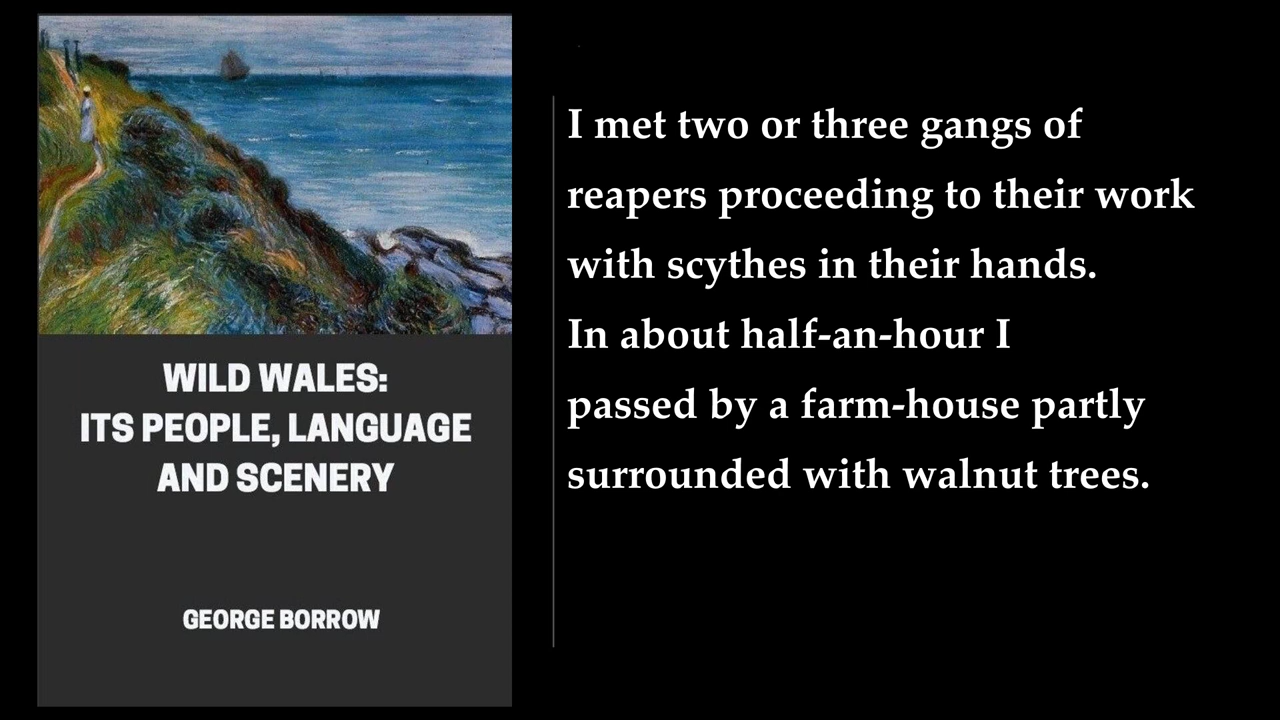 WILD WALES:
ITS PEOPLE, LANGUAGE
AND SCENERY
GEORGE BORROW
I met two or three gangs of
reapers proceeding to their work
with scythes in their hands.
In about half-an-hour I
passed by a farm-house partly
surrounded with walnut trees.